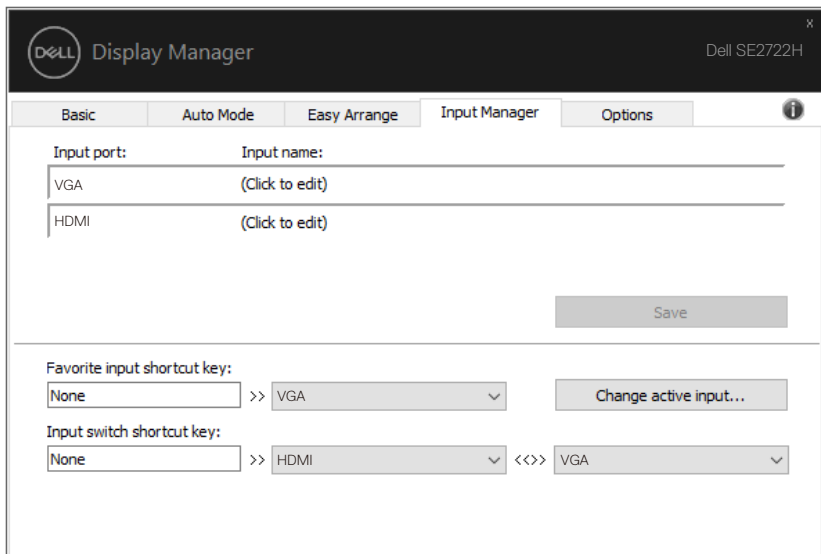 x
DELL Display Manager Dell SE2722H
Basic Auto Mode Easy Arrange Input Manager Options i
Input port: Input name:
VGA (Click to edit)
HDMI (Click to edit)
Save
Favorite input shortcut key:
None >> VGA Change active input...
Input switch shortcut key:
None >> HDMI <<>> VGA